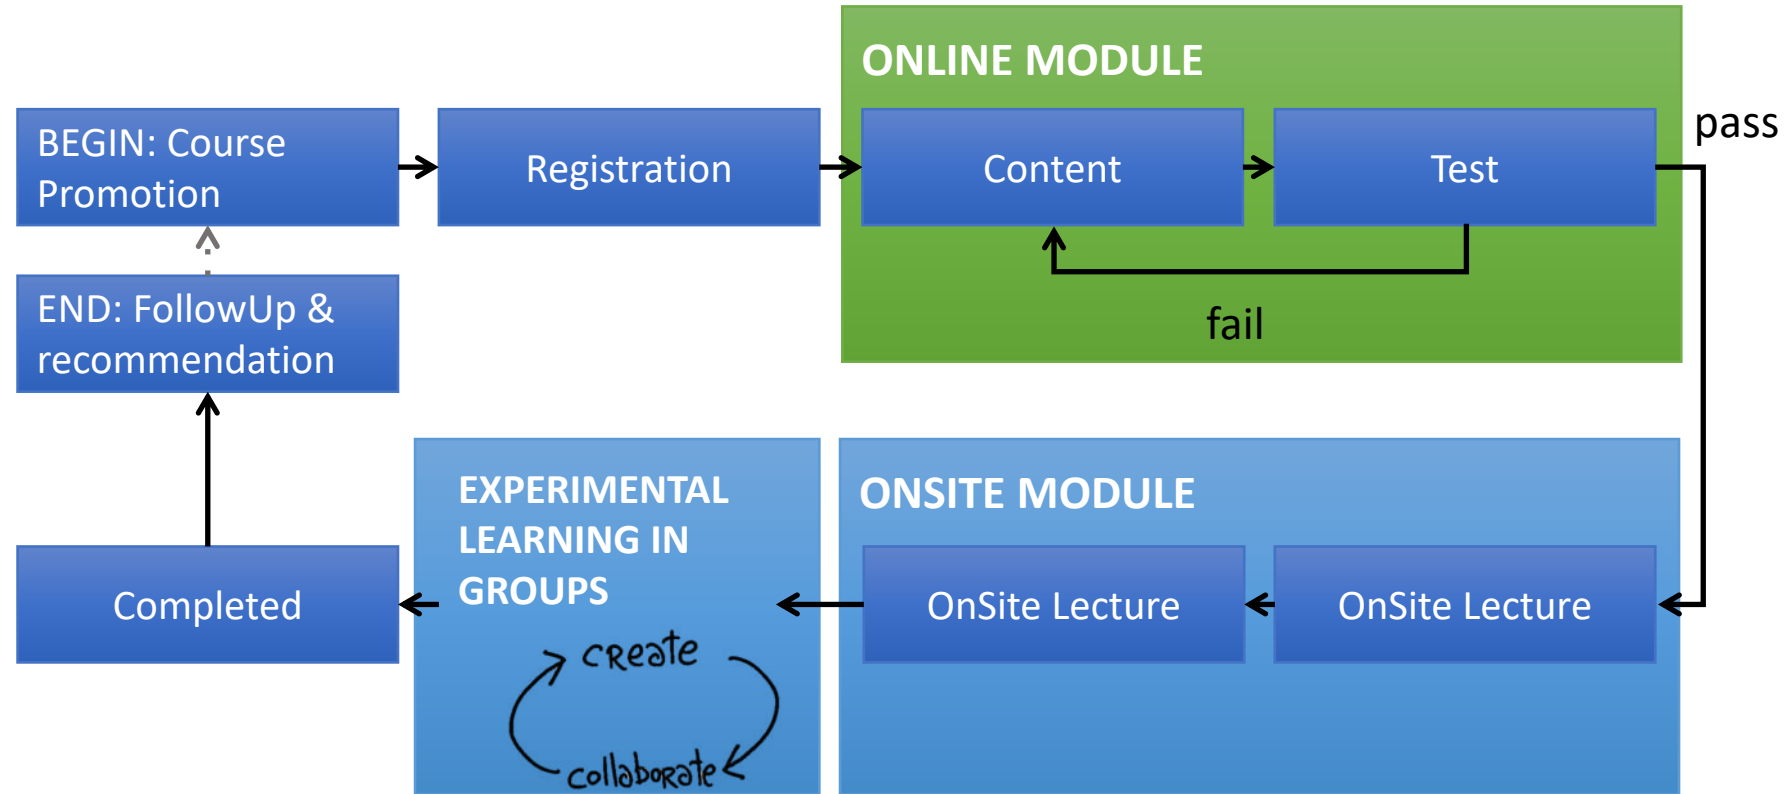 ONLINE MODULE
BEGIN: Course
Promotion
Registration
Content
Test
pass
fail
END: FollowUp &
recommendation
EXPERIMENTAL
LEARNING IN
GROUPS
create
collaborate
ONSITE MODULE
OnSite Lecture
OnSite Lecture
Completed